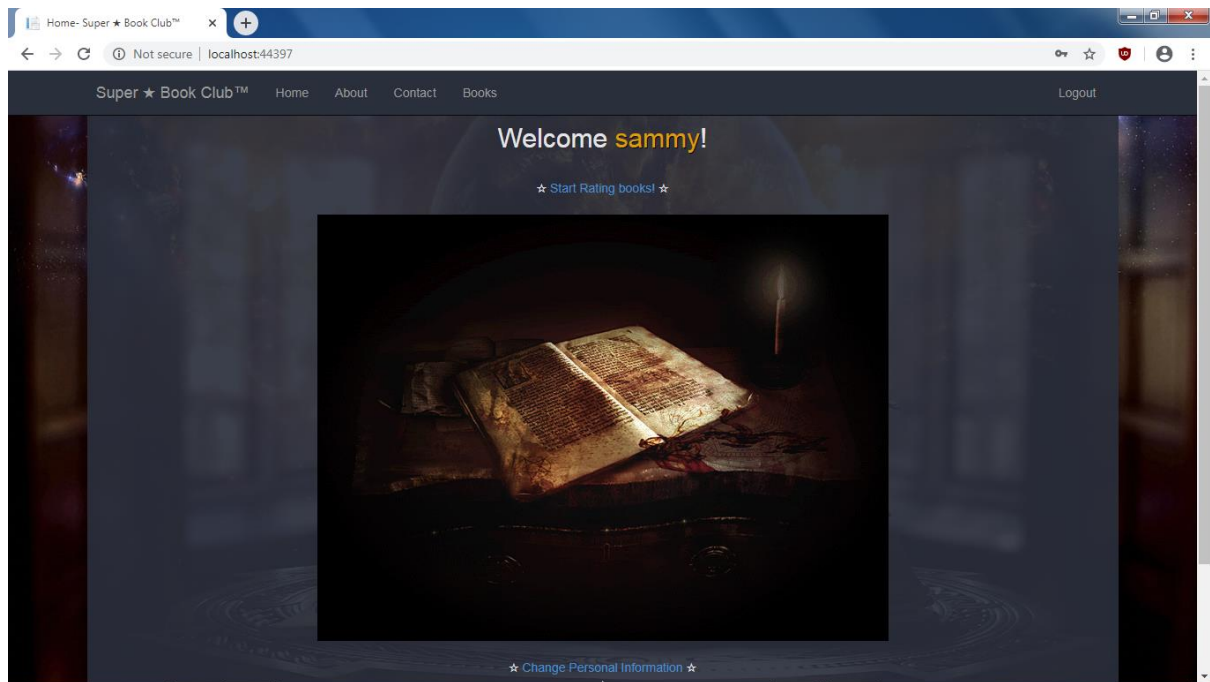 Home- Super ★ Book Club™
Not secure | localhost:44397
Super ★ Book Club™ Home About Contact Books Logout
Welcome sammy!
☆ Start Rating books! ☆
☆ Change Personal Information ☆